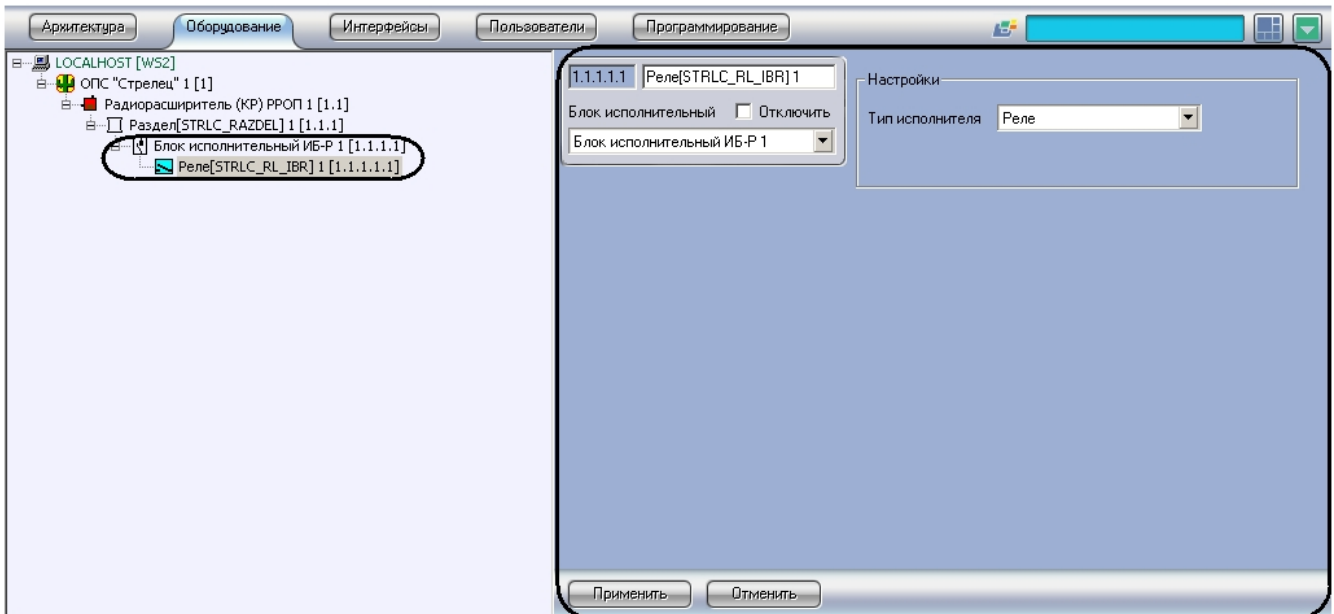 Архитектура Оборудование Интерфейсы Пользователи Программирование
LOCALHOST [WS2]
ОПС "Стрелец" 1 [1]
Радиорасширитель (КР) РРОП 1 [1.1]
Раздел[STRLC_RAZDEL] 1 [1.1.1]
Блок исполнительный ИБ-Р 1 [1.1.1.1]
Реле[STRLC_RL_IBR] 1 [1.1.1.1.1]
1.1.1.1.1 Реле[STRLC_RL_IBR] 1
Блок исполнительный Отключить
Блок исполнительный ИБ-Р 1
Настройки
Тип исполнителя Реле
Применить Отменить